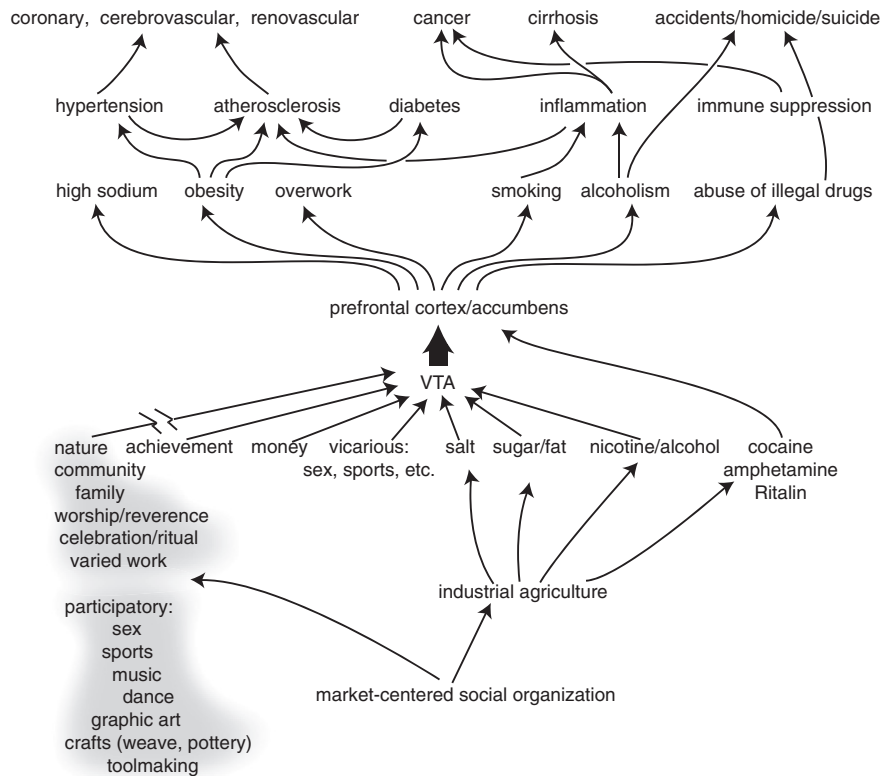 coronary, cerebrovascular, renovascular cancer cirrhosis accidents/homicide/suicide
hypertension atherosclerosis diabetes inflammation immune suppression
high sodium obesity overwork smoking alcoholism abuse of illegal drugs
prefrontal cortex/accumbens
VTA
nature achievement money vicarious: salt sugar/fat nicotine/alcohol cocaine
community sex, sports, etc. amphetamine
family Ritalin
worship/reverence
celebration/ritual
varied work
industrial agriculture
participatory:
sex
sports
music
dance market-centered social organization
graphic art
crafts (weave, pottery)
toolmaking